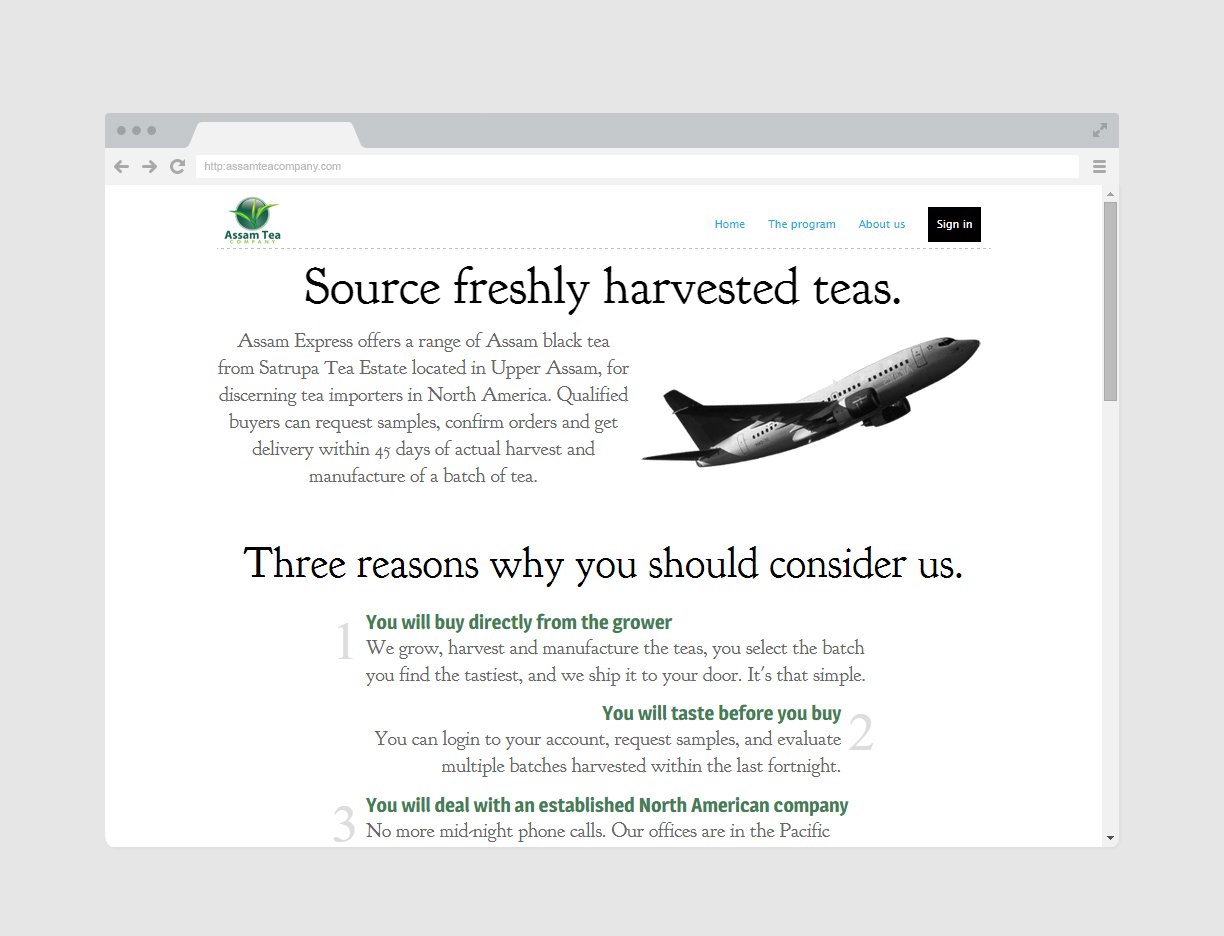 http:assamteacompany.com
Assam Tea
COMPANY
Home
The program
About us
Sign in
Source freshly harvested teas.
Assam Express offers a range of Assam black tea
from Satrupa Tea Estate located in Upper Assam, for
discerning tea importers in North America. Qualified
buyers can request samples, confirm orders and get
delivery within 45 days of actual harvest and
manufacture of a batch of tea.
Three reasons why you should consider us.
1
You will buy directly from the grower
We grow, harvest and manufacture the teas, you select the batch
you find the tastiest, and we ship it to your door. It's that simple.
You will taste before you buy
2
You can login to your account, request samples, and evaluate
multiple batches harvested within the last fortnight.
3
You will deal with an established North American company
No more mid-night phone calls. Our offices are in the Pacific